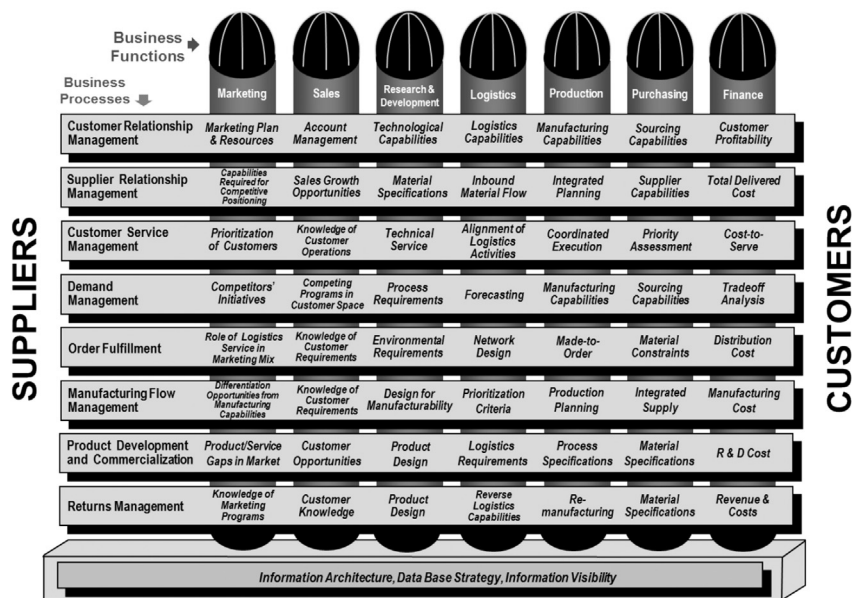 Business
Functions
Business
Processes
Marketing
Sales
Research &
Development
Logistics
Production
Purchasing
Finance
SUPPLIERS
CUSTOMERS
Customer Relationship
Management
Marketing Plan
& Resources
Account
Management
Technological
Capabilities
Logistics
Capabilities
Manufacturing
Capabilities
Sourcing
Capabilities
Customer
Profitability
Supplier Relationship
Management
Capabilities
Required for
Competitive
Positioning
Sales Growth
Opportunities
Material
Specifications
Inbound
Material Flow
Integrated
Planning
Supplier
Capabilities
Total Delivered
Cost
Customer Service
Management
Prioritization
of Customers
Knowledge of
Customer
Operations
Technical
Service
Alignment of
Logistics
Activities
Coordinated
Execution
Priority
Assessment
Cost-to-
Serve
Demand
Management
Competitors'
Initiatives
Competing
Programs in
Customer Space
Process
Requirements
Forecasting
Manufacturing
Capabilities
Sourcing
Capabilities
Tradeoff
Analysis
Order Fulfillment
Role of Logistics
Service in
Marketing Mix
Knowledge of
Customer
Requirements
Environmental
Requirements
Network
Design
Made-to-
Order
Material
Constraints
Distribution
Cost
Manufacturing Flow
Management
Differentiation
Opportunities from
Manufacturing
Capabilities
Knowledge of
Customer
Requirements
Design for
Manufacturability
Prioritization
Criteria
Production
Planning
Integrated
Supply
Manufacturing
Cost
Product Development
and Commercialization
Product/Service
Gaps in Market
Customer
Opportunities
Product
Design
Logistics
Requirements
Process
Specifications
Material
Specifications
R & D Cost
Returns Management
Knowledge of
Marketing
Programs
Customer
Knowledge
Product
Design
Reverse
Logistics
Capabilities
Re-
manufacturing
Material
Specifications
Revenue &
Costs
Information Architecture, Data Base Strategy, Information Visibility